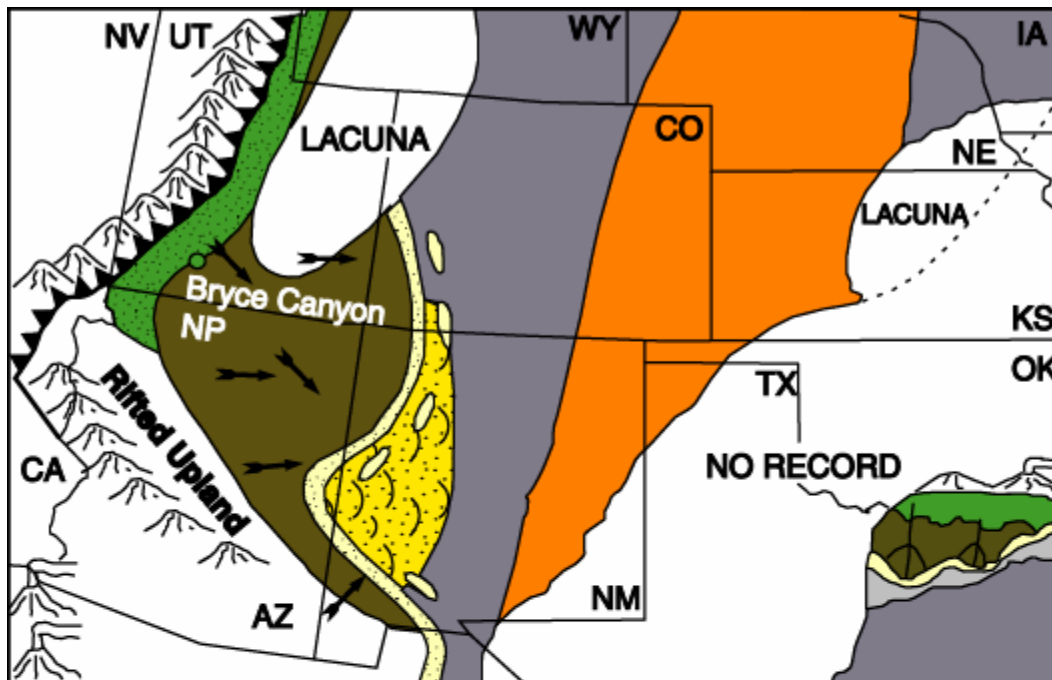 NV UT
WY
IA
LACUNA
CO
NE
LACUNA
Bryce Canyon
NP
KS
TX
OK
Rifted Upland
CA
NO RECORD
AZ
NM